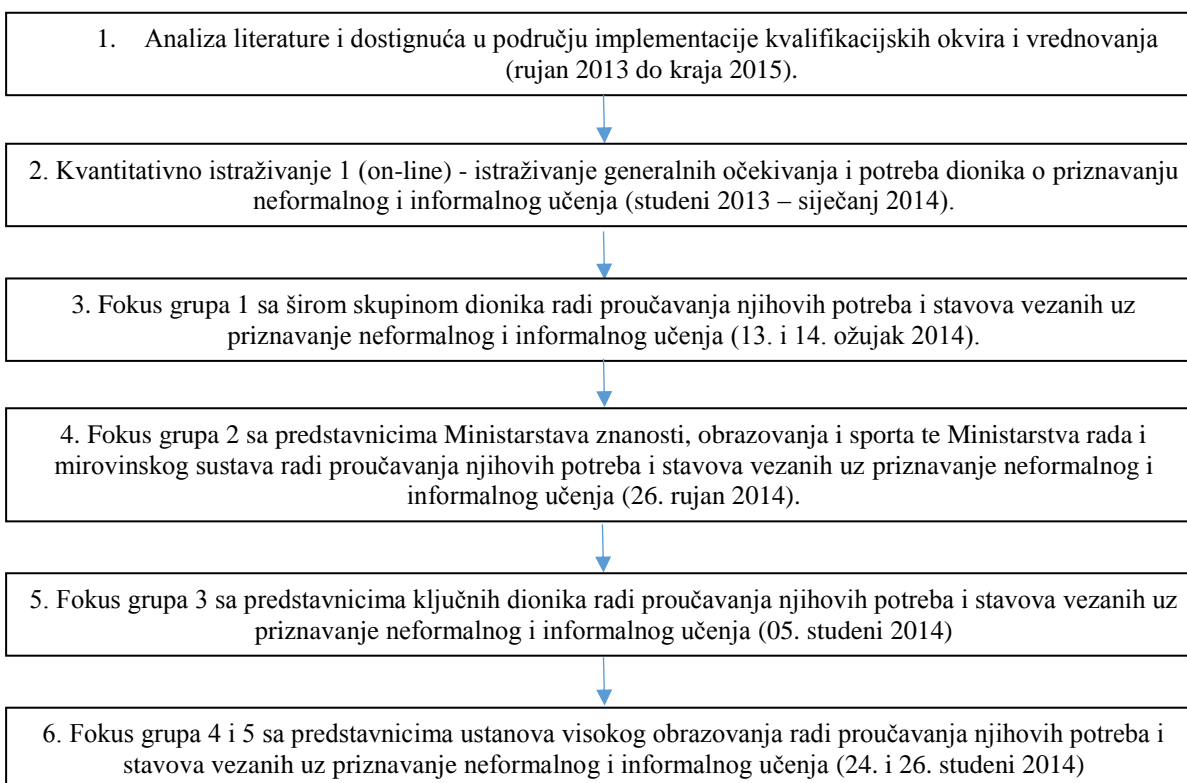 1. Analiza literature i dostignuća u području implementacije kvalifikacijskih okvira i vrednovanja
(rujan 2013 do kraja 2015).
2. Kvantitativno istraživanje 1 (on-line) - istraživanje generalnih očekivanja i potreba dionika o priznavanju
neformalnog i informalnog učenja (studeni 2013 – siječanj 2014).
3. Fokus grupa 1 sa širom skupinom dionika radi proučavanja njihovih potreba i stavova vezanih uz
priznavanje neformalnog i informalnog učenja (13. i 14. ožujak 2014).
4. Fokus grupa 2 sa predstavnicima Ministarstava znanosti, obrazovanja i sporta te Ministarstva rada i
mirovinskog sustava radi proučavanja njihovih potreba i stavova vezanih uz priznavanje neformalnog i
informalnog učenja (26. rujan 2014).
5. Fokus grupa 3 sa predstavnicima ključnih dionika radi proučavanja njihovih potreba i stavova vezanih uz
priznavanje neformalnog i informalnog učenja (05. studeni 2014)
6. Fokus grupa 4 i 5 sa predstavnicima ustanova visokog obrazovanja radi proučavanja njihovih potreba i
stavova vezanih uz priznavanje neformalnog i informalnog učenja (24. i 26. studeni 2014)